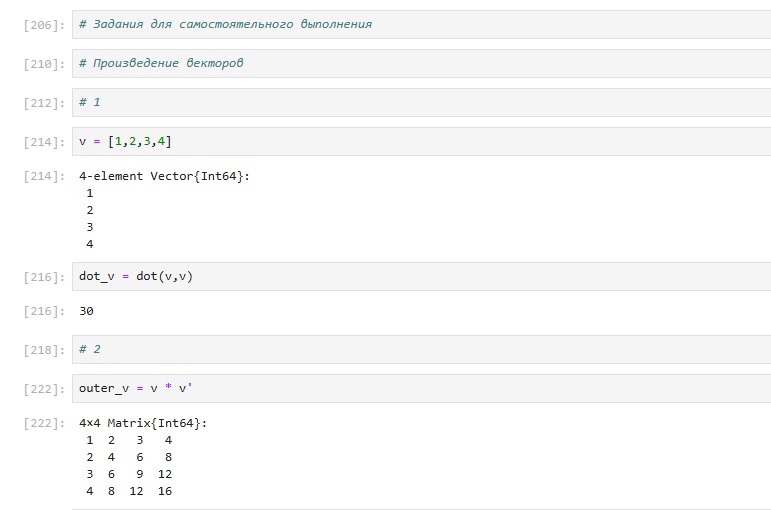 [206]: # Задания для самостоятельного выполнения
[210]: # Произведение векторов
[212]: # 1
[214]: v = [1,2,3,4]
[214]: 4-element Vector{Int64}:
1
2
3
4
[216]: dot_v = dot(v,v)
[216]: 30
[218]: # 2
[222]: outer_v = v * v'
[222]: 4×4 Matrix{Int64}:
1 2 3 4
2 4 6 8
3 6 9 12
4 8 12 16